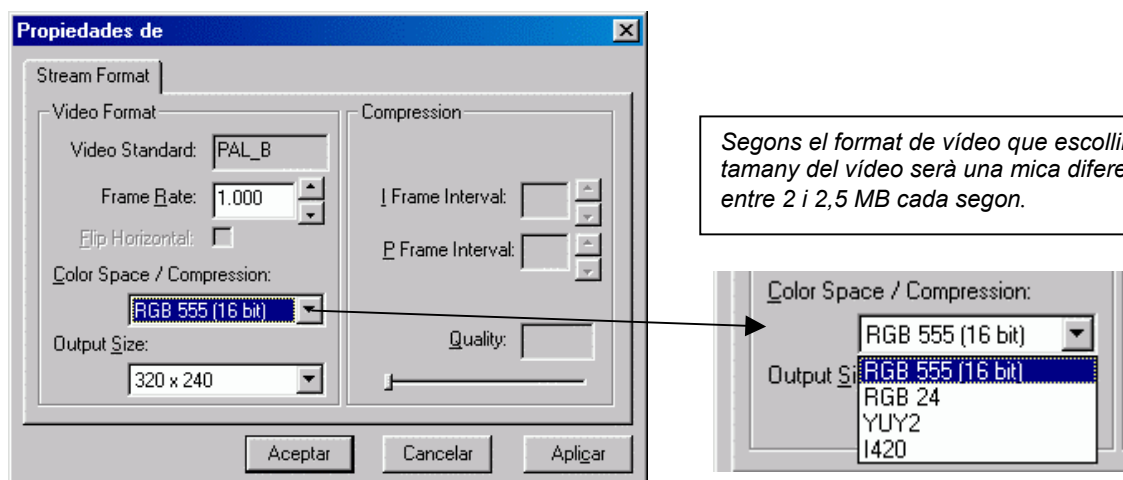 Propiedades de
Stream Format
Video Format
Video Standard: PAL_B
Frame Rate: 1.000
Flip Horizontal:
Color Space / Compression:
RGB 555 (16 bit)
Output Size:
320 x 240
Compression
I Frame Interval:
P Frame Interval:
Quality:
Aceptar Cancelar Aplicar
Segons el format de vídeo que
tamany del vídeo serà una mica
entre 2 i 2,5 MB cada segon.
Color Space / Compression:
RGB 555 (16 bit)
Output
RGB 555 (16 bit)
RGB 24
YUY2
I420